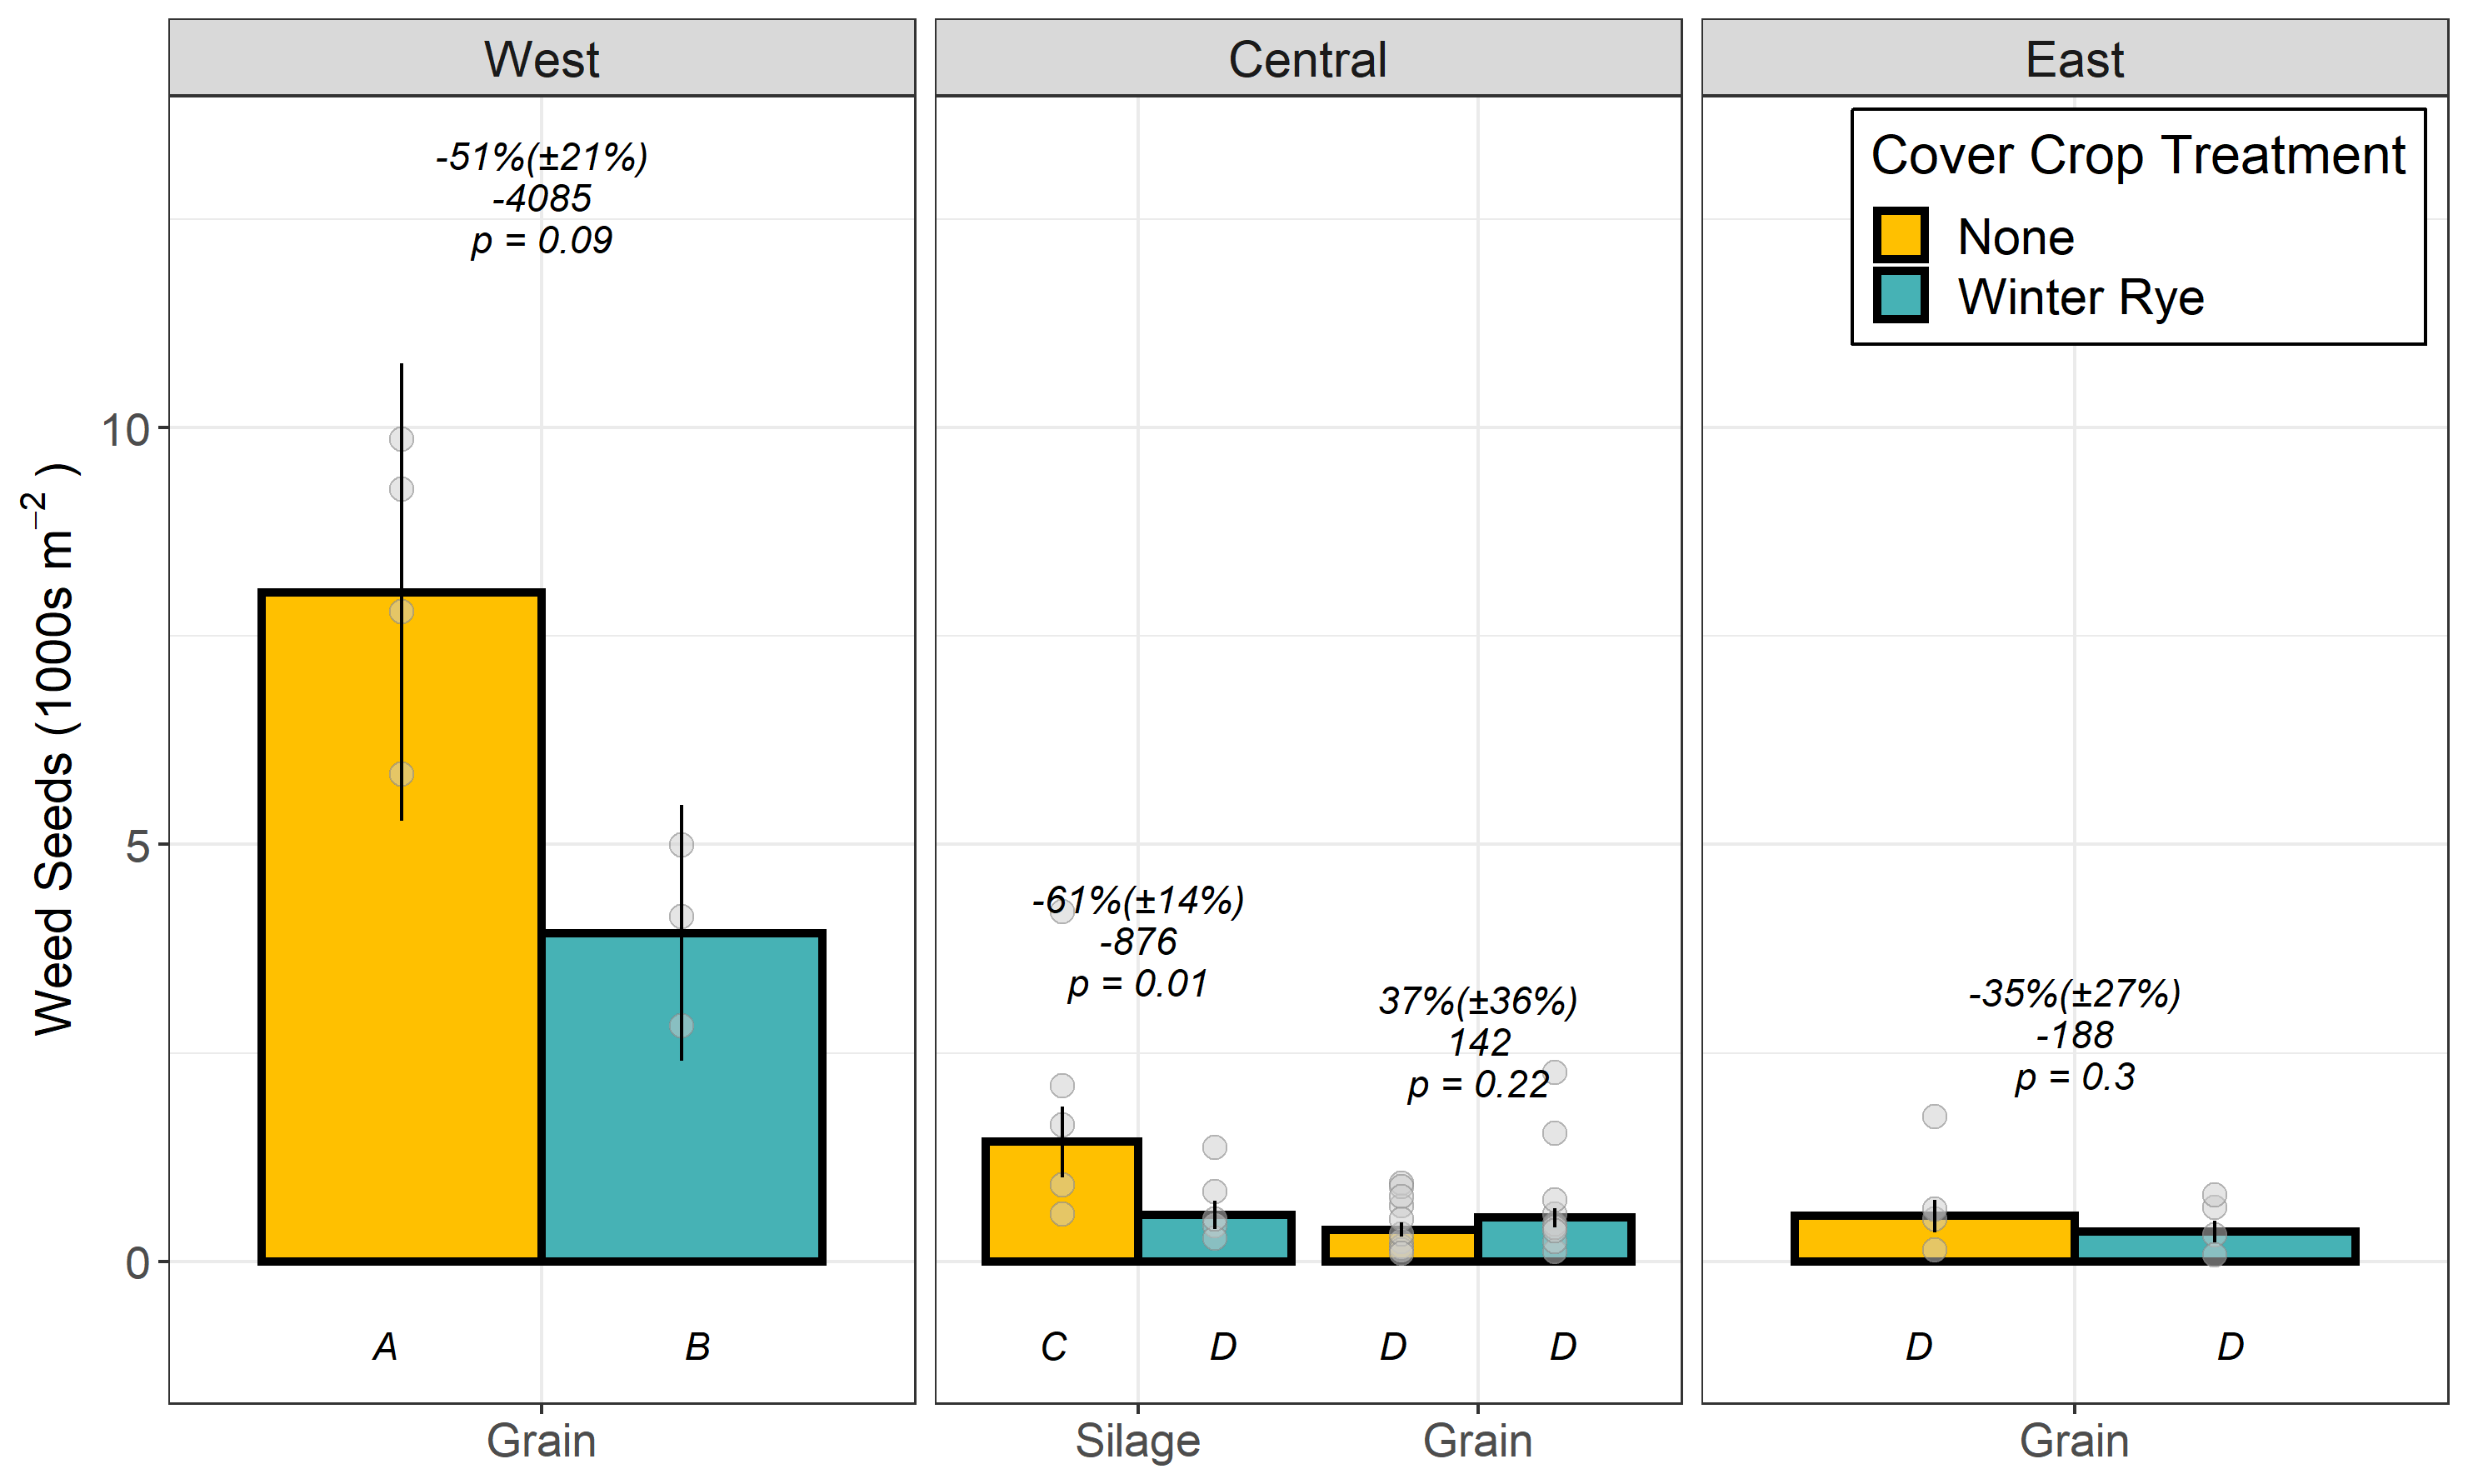 West
Central
East
Cover Crop Treatment
None
Winter Rye
-51%(±21%)
-4085
p = 0.09
-61%(±14%)
-876
p = 0.01
37%(±36%)
142
p = 0.22
-35%(±27%)
-188
p = 0.3
Weed Seeds (1000s m⁻²)
10
5
0
A
B
C
D
D
D
D
D
Grain
Silage
Grain
Grain